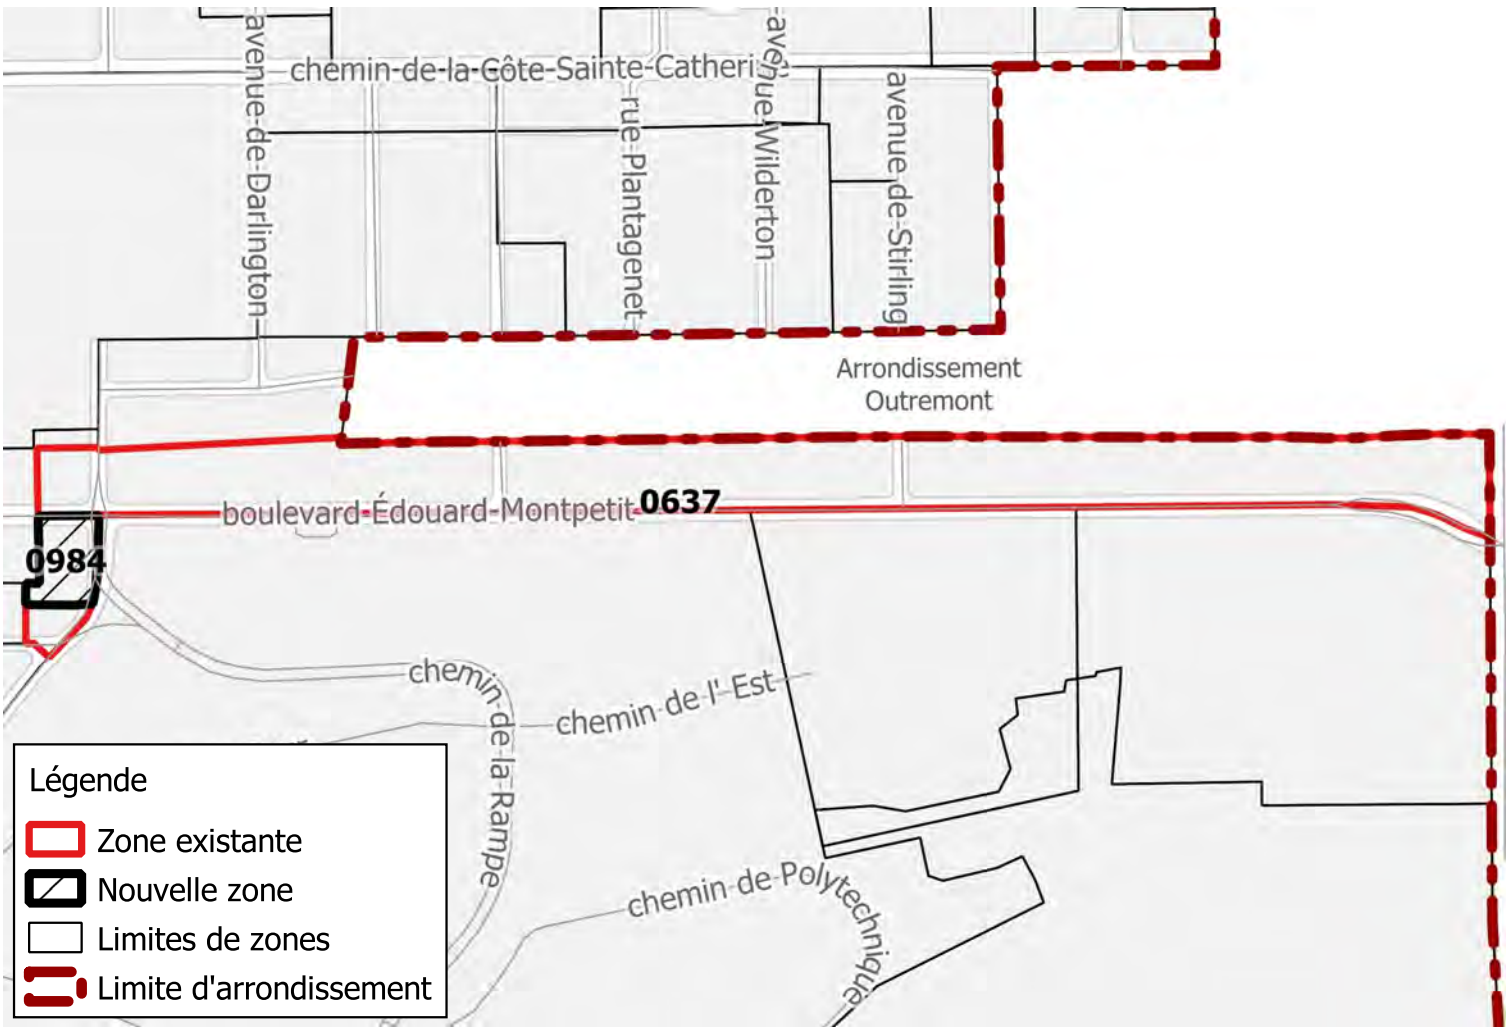 avenue-de-Darlington
chemin-de-la-Côte-Sainte-Catherine
rue-Plantagenet
avenue-Wilderton
avenue-de-Stirling
Arrondissement
Outremont
boulevard-Édouard-Montpetit
0637
0984
chemin-de-la-Rampe
chemin-de-l'-Est
chemin-de-Polytechnique
Légende
Zone existante
Nouvelle zone
Limites de zones
Limite d'arrondissement